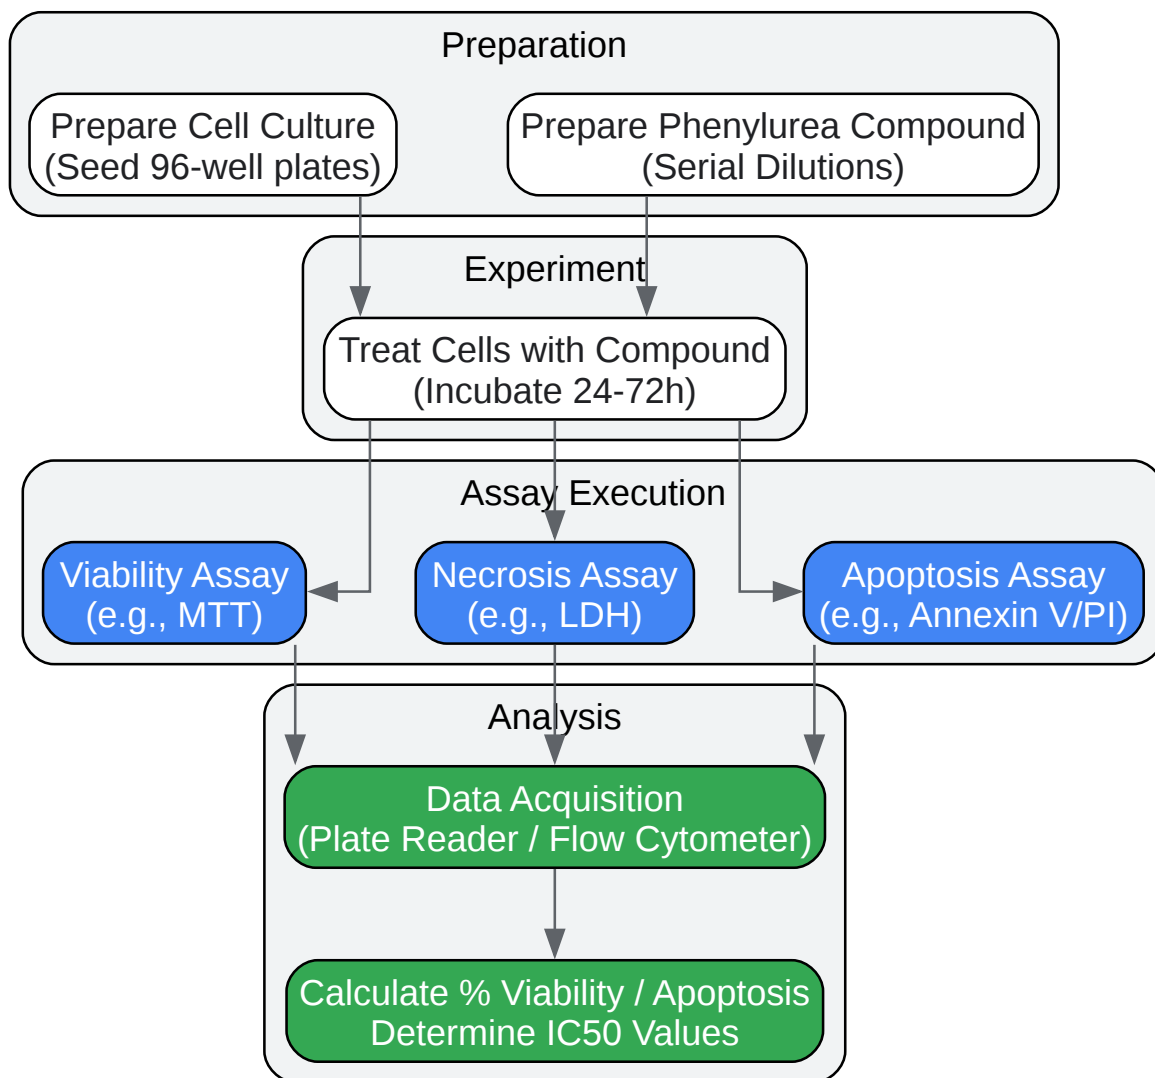 Preparation
Prepare Cell Culture
(Seed 96-well plates)
Prepare Phenylurea Compound
(Serial Dilutions)
Experiment
Treat Cells with Compound
(Incubate 24-72h)
Assay Execution
Viability Assay
(e.g., MTT)
Necrosis Assay
(e.g., LDH)
Apoptosis Assay
(e.g., Annexin V/PI)
Analysis
Data Acquisition
(Plate Reader / Flow Cytometer)
Calculate % Viability / Apoptosis
Determine IC50 Values